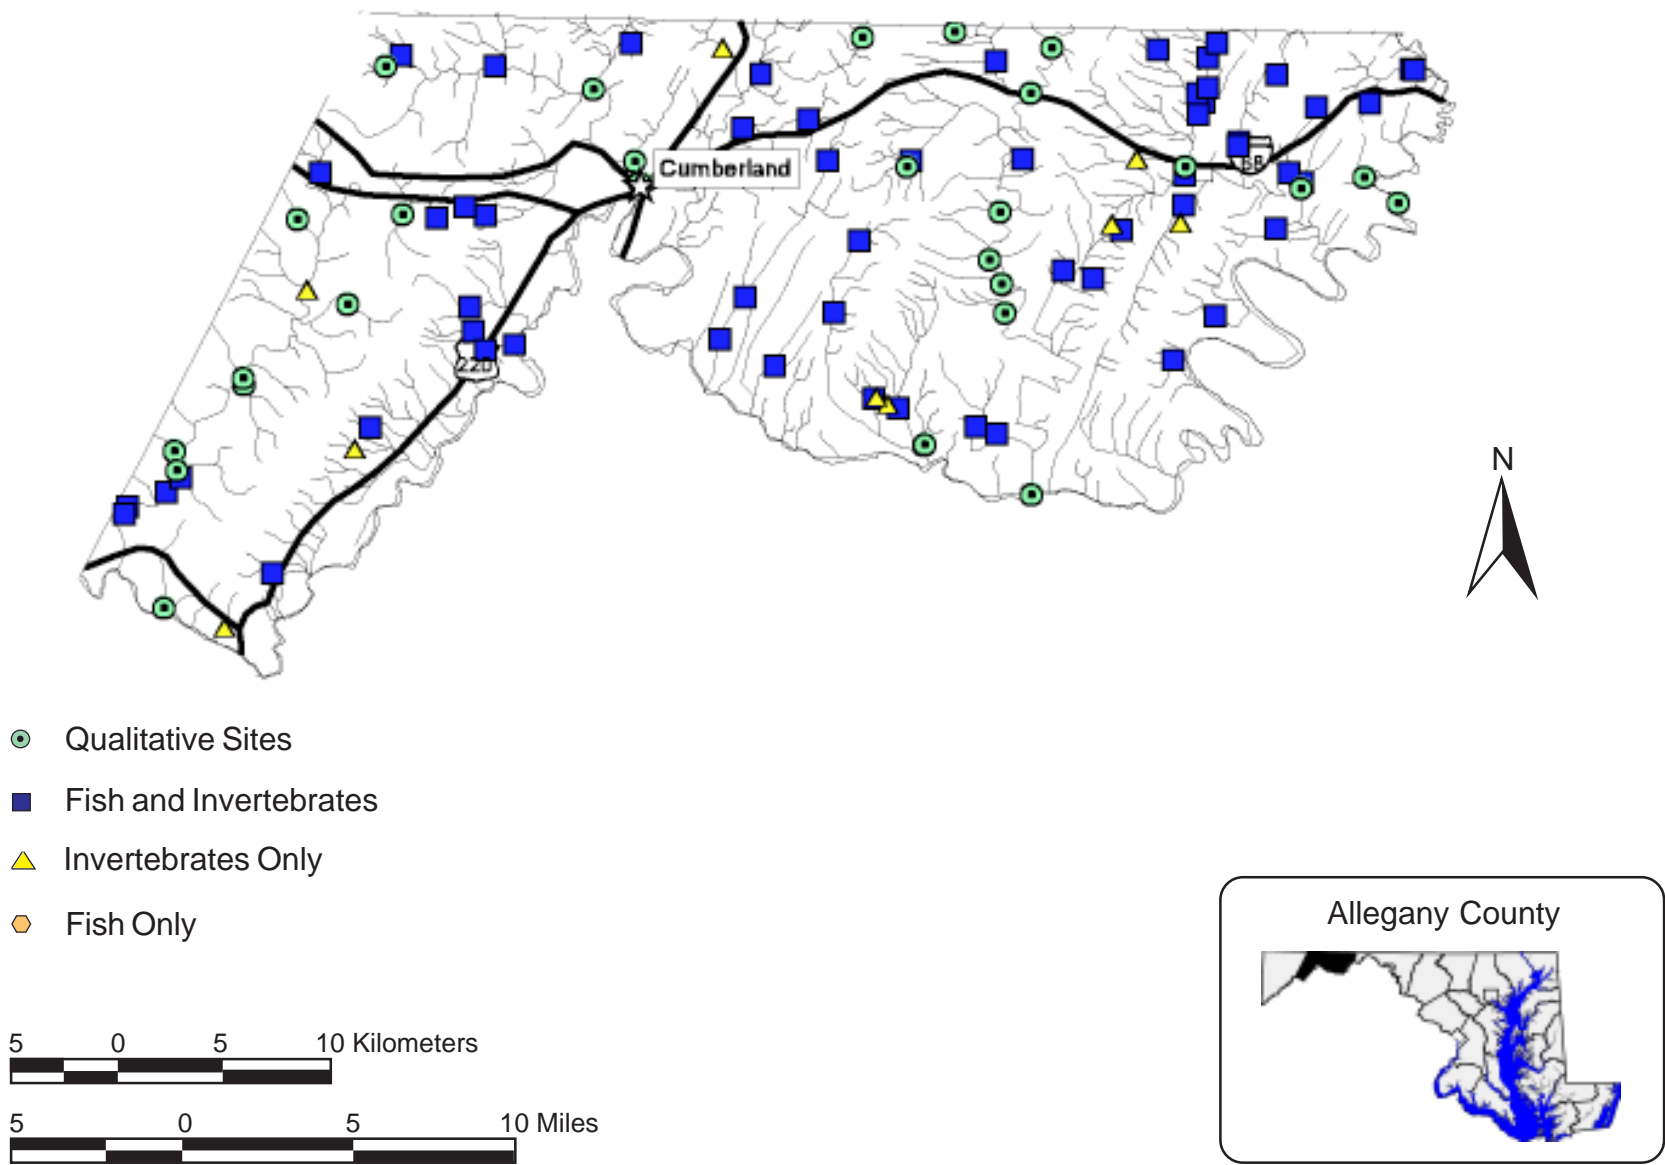 Cumberland
68
220
N
Qualitative Sites
Fish and Invertebrates
Invertebrates Only
Fish Only
5 0 5 10 Kilometers
5 0 5 10 Miles
Allegany County